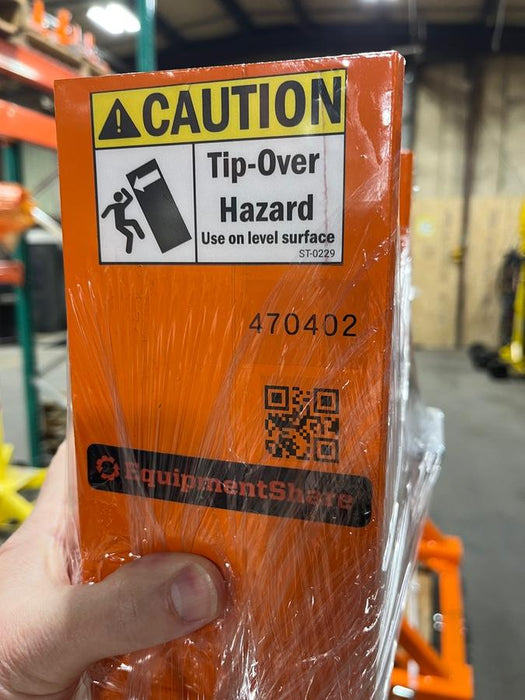 CAUTION
Tip-Over
Hazard
Use on level surface
ST-0229
470402
EquipmentShare